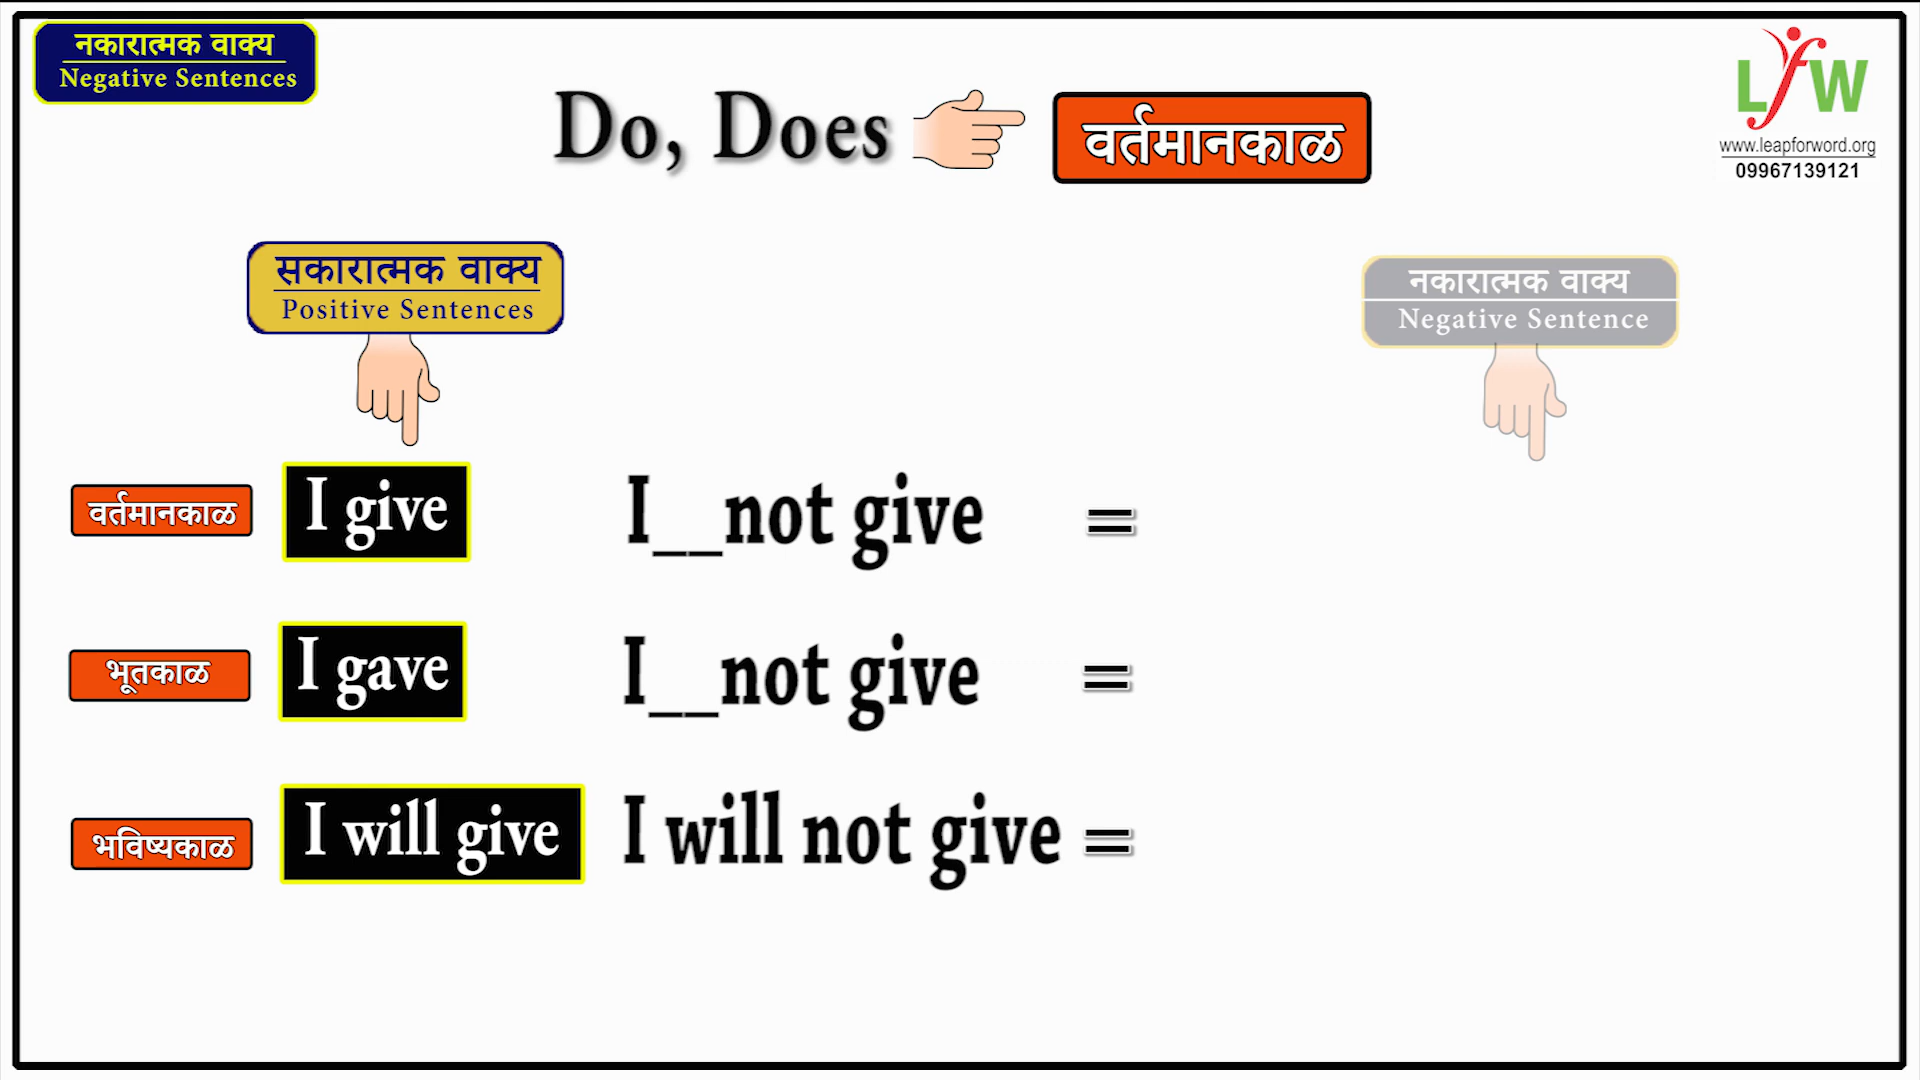 नकारात्मक वाक्य
Negative Sentences
LfW
www.leapforword.org
09967139121
Do, Does
वर्तमानकाळ
सकारात्मक वाक्य
Positive Sentences
नकारात्मक वाक्य
Negative Sentence
वर्तमानकाळ I give I__not give =
भूतकाळ I gave I__not give =
भविष्यकाळ I will give I will not give =